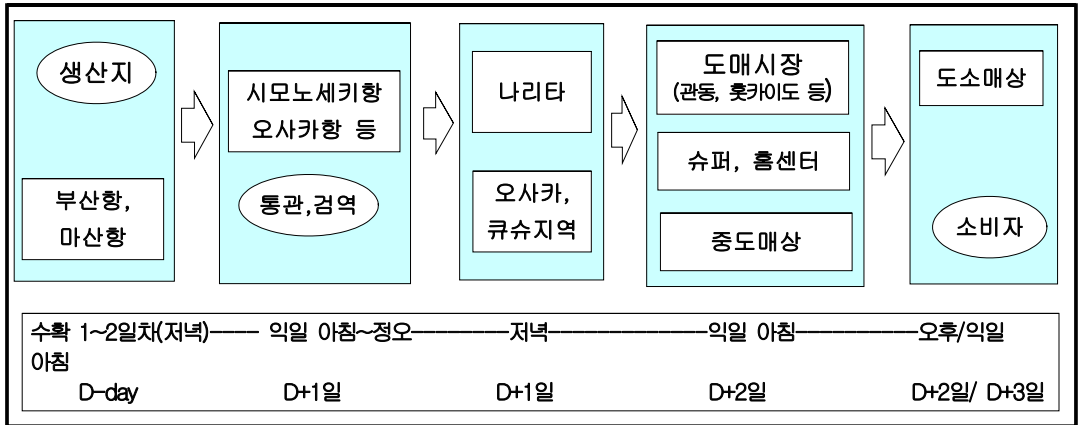 생산지
부산항,
마산항
시모노세키항
오사카항 등
통관,검역
나리타
오사카,
큐슈지역
도매시장
(관동, 홋카이도 등)
슈퍼, 홈센터
중도매상
도소매상
소비자
수확 1~2일차(저녁)---- 익일 아침~정오---------저녁---------------익일 아침------------오후/익일
아침
D-day D+1일 D+1일 D+2일 D+2일/ D+3일